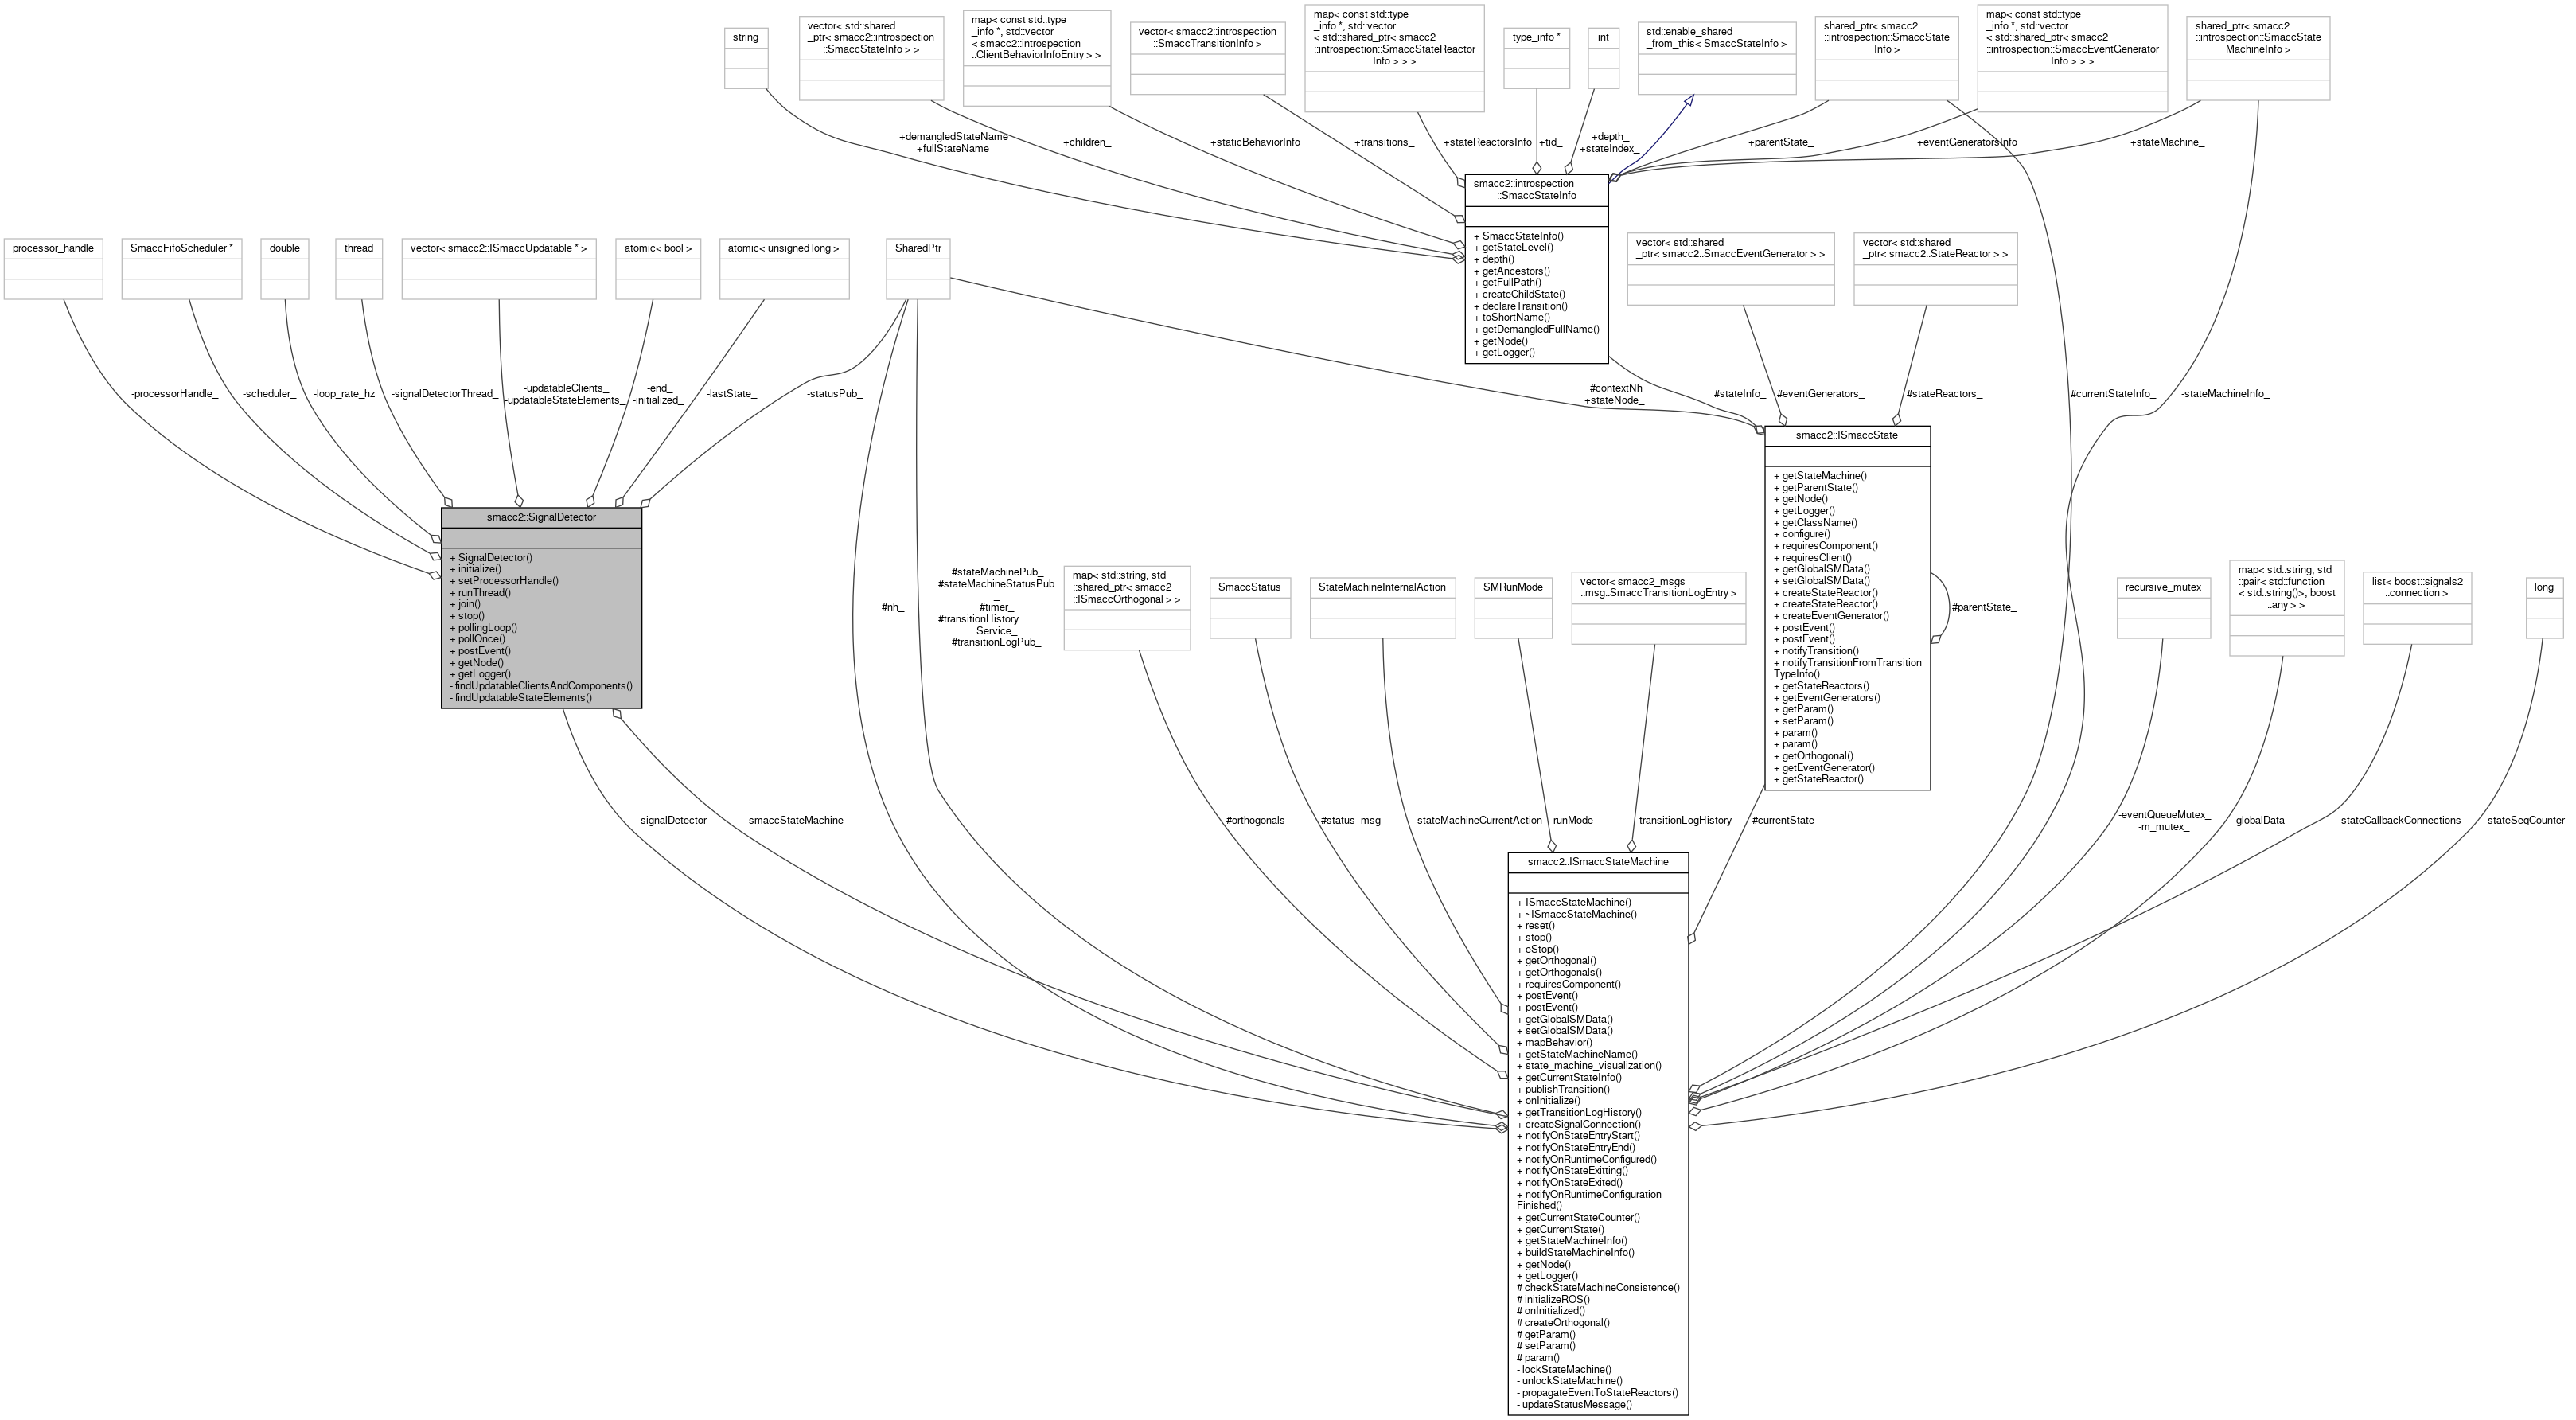 string
vector< std::shared
_ptr< smacc2::introspection
::SmaccStateInfo > >
map< const std::type
_info *, std::vector
< smacc2::introspection
::ClientBehaviorInfoEntry > >
vector< smacc2::introspection
::SmaccTransitionInfo >
map< const std::type
_info *, std::vector
< std::shared_ptr< smacc2
::introspection::SmaccStateReactor
Info > > >
type_info *
int
std::enable_shared
_from_this< SmaccStateInfo >
shared_ptr< smacc2
::introspection::SmaccState
Info >
map< const std::type
_info *, std::vector
< std::shared_ptr< smacc2
::introspection::SmaccEventGenerator
Info > > >
shared_ptr< smacc2
::introspection::SmaccState
MachineInfo >
+demangledStateName
+fullStateName
+children_
+staticBehaviorInfo
+transitions_
+stateReactorsInfo
+tid_
+depth_
+stateIndex_
+parentState_
+eventGeneratorsInfo
+stateMachine_
smacc2::introspection
::SmaccStateInfo
+ SmaccStateInfo()
+ getStateLevel()
+ depth()
+ getAncestors()
+ getFullPath()
+ createChildState()
+ declareTransition()
+ toShortName()
+ getDemangledFullName()
+ getNode()
+ getLogger()
processor_handle
SmaccFifoScheduler *
double
thread
vector< smacc2::ISmaccUpdatable * >
atomic< bool >
atomic< unsigned long >
SharedPtr
vector< std::shared
_ptr< smacc2::SmaccEventGenerator > >
vector< std::shared
_ptr< smacc2::StateReactor > >
-processorHandle_
-scheduler_
-loop_rate_hz
-signalDetectorThread_
-updatableClients_
-updatableStateElements_
-end_
-initialized_
-lastState_
-statusPub_
#contextNh
+stateNode_
#stateInfo_
#eventGenerators_
#stateReactors_
#currentStateInfo_
-stateMachineInfo_
smacc2::SignalDetector
+ SignalDetector()
+ initialize()
+ setProcessorHandle()
+ runThread()
+ join()
+ stop()
+ pollingLoop()
+ pollOnce()
+ postEvent()
+ getNode()
+ getLogger()
- findUpdatableClientsAndComponents()
- findUpdatableStateElements()
smacc2::ISmaccState
+ getStateMachine()
+ getParentState()
+ getNode()
+ getLogger()
+ getClassName()
+ configure()
+ requiresComponent()
+ requiresClient()
+ getGlobalSMData()
+ setGlobalSMData()
+ createStateReactor()
+ createStateReactor()
+ createEventGenerator()
+ postEvent()
+ postEvent()
+ notifyTransition()
+ notifyTransitionFromTransition
TypeInfo()
+ getStateReactors()
+ getEventGenerators()
+ getParam()
+ setParam()
+ param()
+ param()
+ getOrthogonal()
+ getEventGenerator()
+ getStateReactor()
#parentState_
#nh_
#stateMachinePub_
#stateMachineStatusPub
_
#timer_
#transitionHistory
Service_
#transitionLogPub_
map< std::string, std
::shared_ptr< smacc2
::ISmaccOrthogonal > >
SmaccStatus
StateMachineInternalAction
SMRunMode
vector< smacc2_msgs
::msg::SmaccTransitionLogEntry >
recursive_mutex
map< std::string, std
::pair< std::function
< std::string()>, boost
::any > >
list< boost::signals2
::connection >
long
-signalDetector_
-smaccStateMachine_
#orthogonals_
#status_msg_
-stateMachineCurrentAction
-runMode_
-transitionLogHistory_
#currentState_
-eventQueueMutex_
-m_mutex_
-globalData_
-stateCallbackConnections
-stateSeqCounter_
smacc2::ISmaccStateMachine
+ ISmaccStateMachine()
+ ~ISmaccStateMachine()
+ reset()
+ stop()
+ eStop()
+ getOrthogonal()
+ getOrthogonals()
+ requiresComponent()
+ postEvent()
+ postEvent()
+ getGlobalSMData()
+ setGlobalSMData()
+ mapBehavior()
+ getStateMachineName()
+ state_machine_visualization()
+ getCurrentStateInfo()
+ publishTransition()
+ onInitialize()
+ getTransitionLogHistory()
+ createSignalConnection()
+ notifyOnStateEntryStart()
+ notifyOnStateEntryEnd()
+ notifyOnRuntimeConfigured()
+ notifyOnStateExitting()
+ notifyOnStateExited()
+ notifyOnRuntimeConfiguration
Finished()
+ getCurrentStateCounter()
+ getCurrentState()
+ getStateMachineInfo()
+ buildStateMachineInfo()
+ getNode()
+ getLogger()
# checkStateMachineConsistence()
# initializeROS()
# onInitialized()
# createOrthogonal()
# getParam()
# setParam()
# param()
- lockStateMachine()
- unlockStateMachine()
- propagateEventToStateReactors()
- updateStatusMessage()